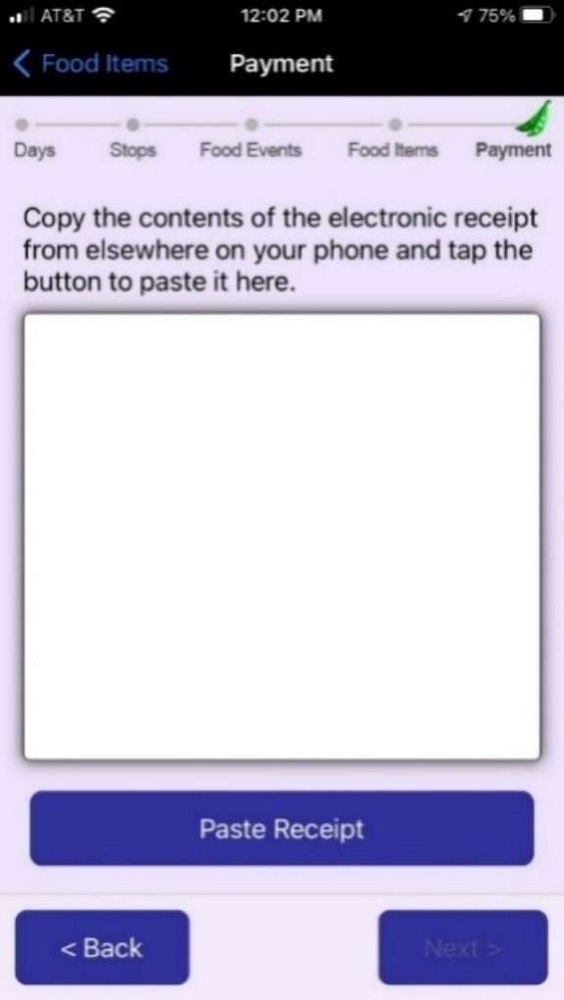 AT&T 12:02 PM 75%
Food Items Payment
Days Stops Food Events Food Items Payment
Copy the contents of the electronic receipt
from elsewhere on your phone and tap the
button to paste it here.
Paste Receipt
< Back Next >